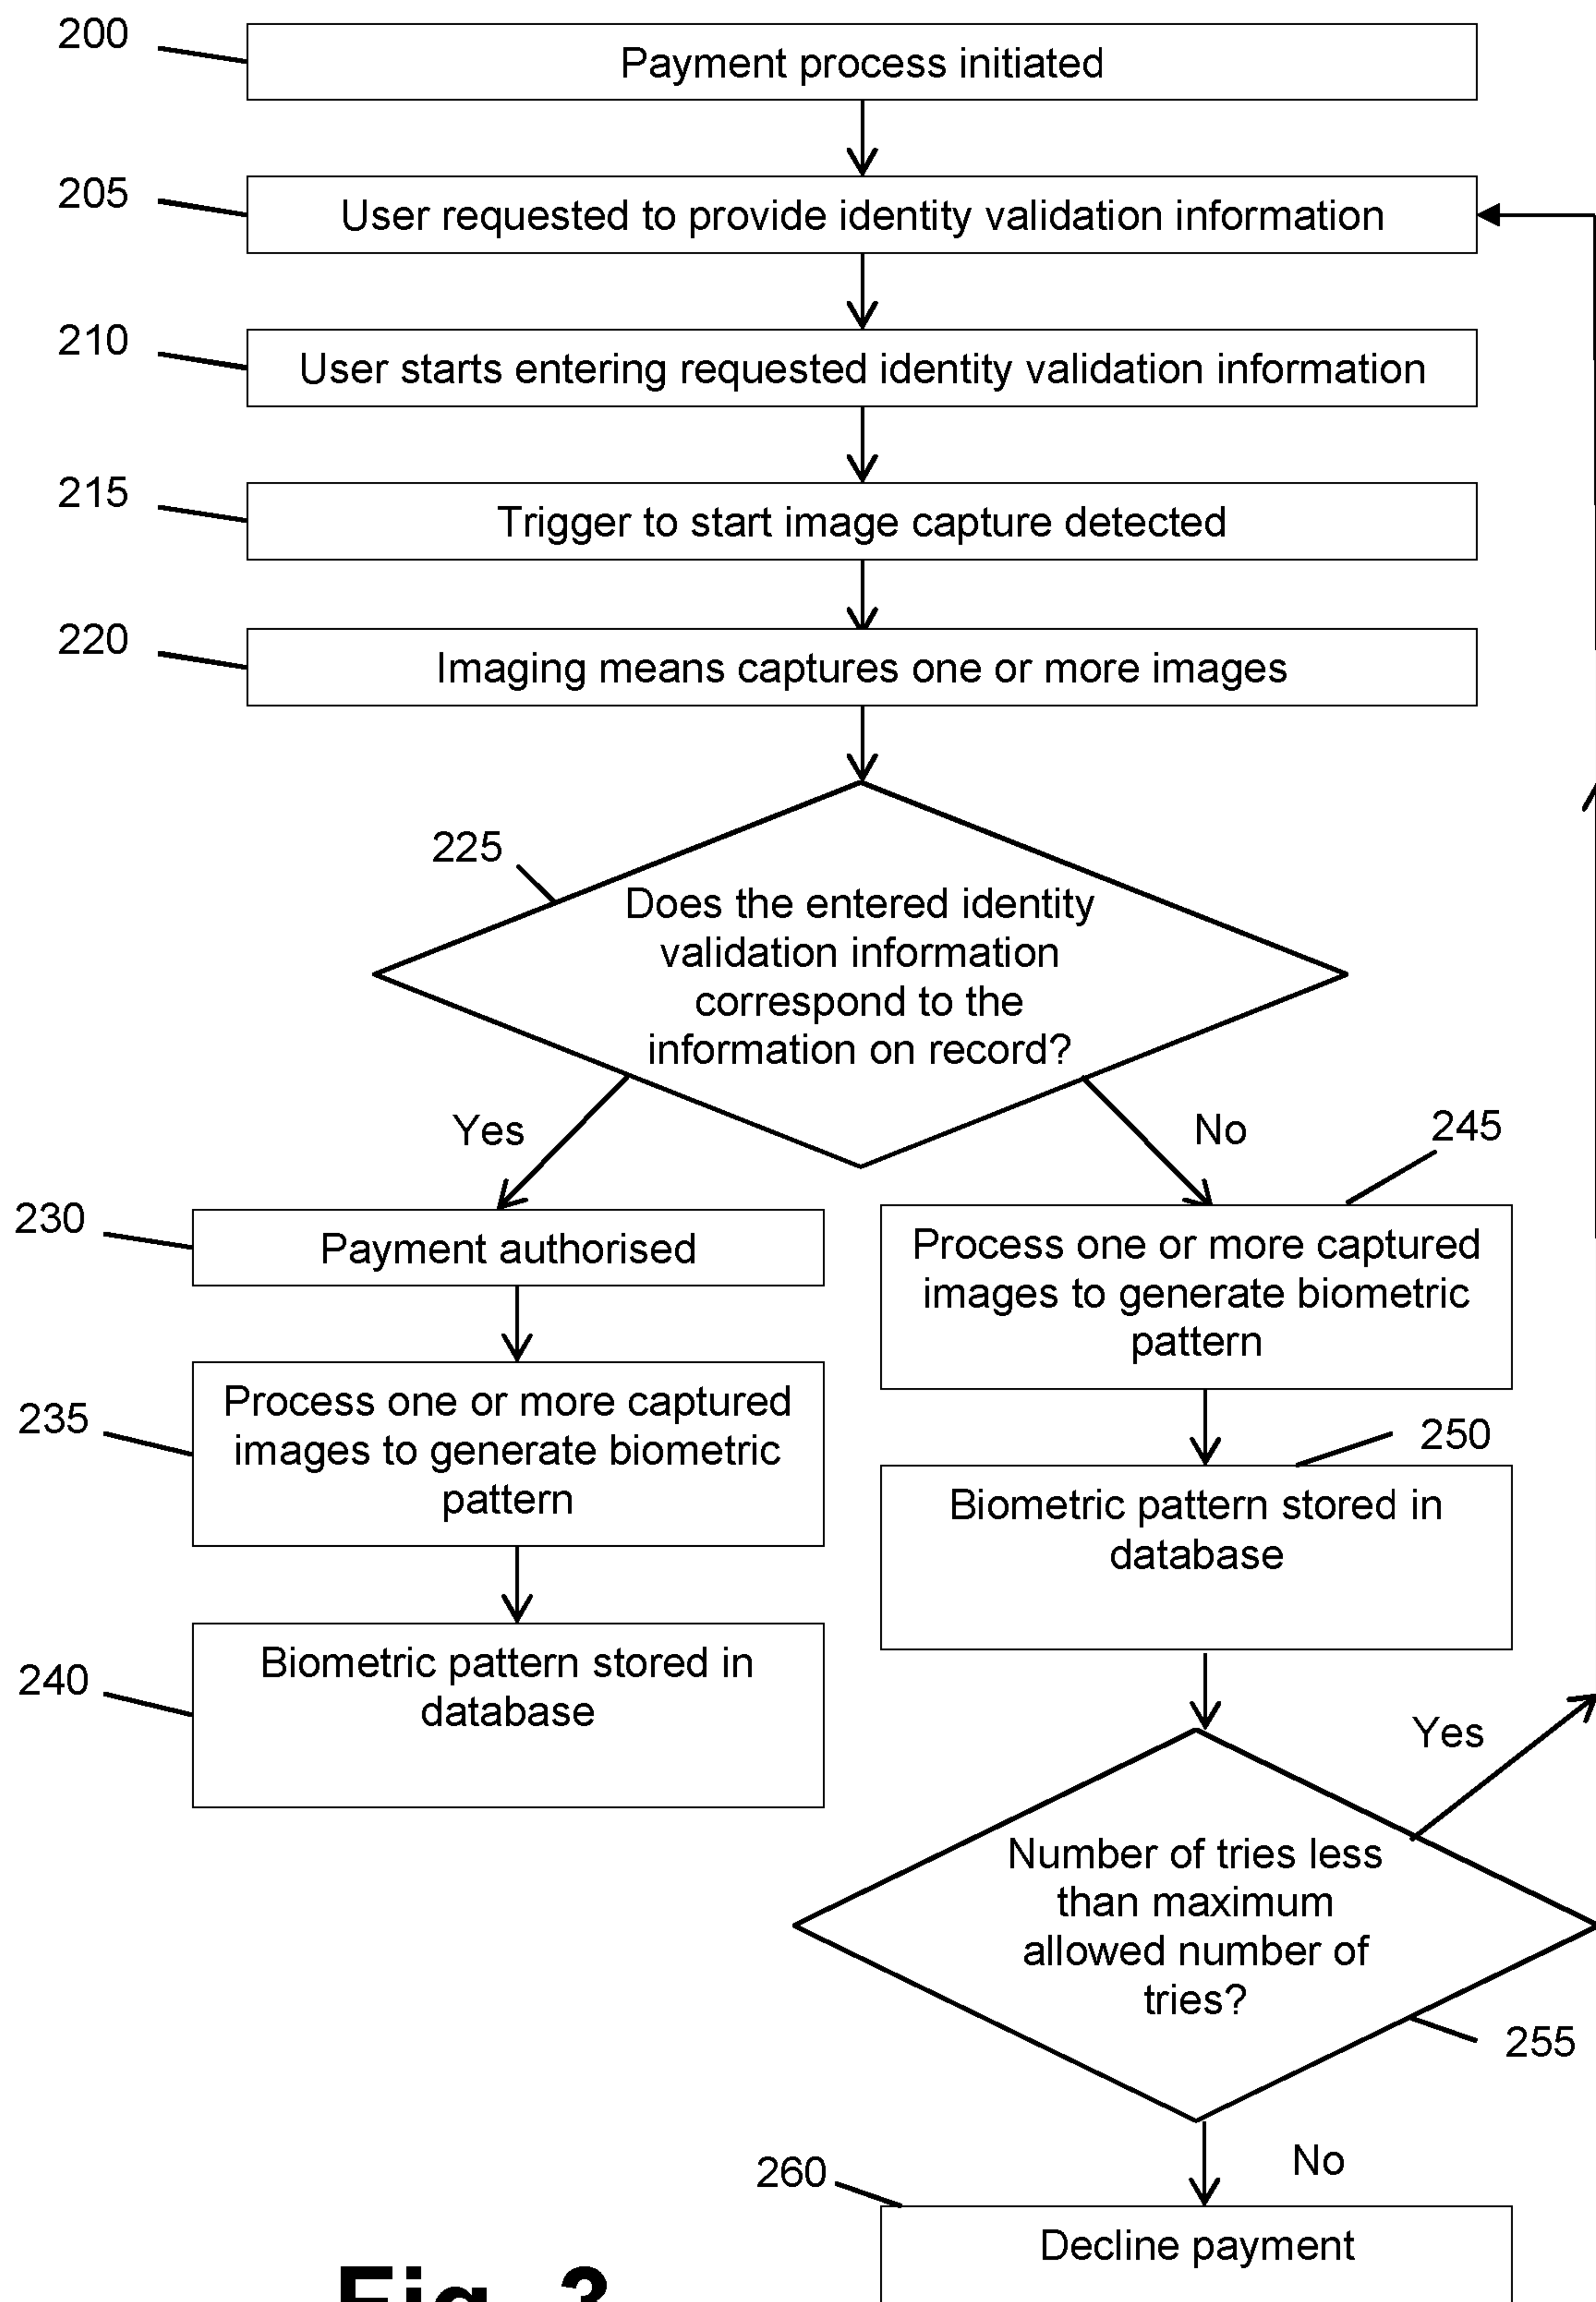 200
Payment process initiated
205
User requested to provide identity validation information
210
User starts entering requested identity validation information
215
Trigger to start image capture detected
220
Imaging means captures one or more images
225
Does the entered identity
validation information
correspond to the
information on record?
Yes
No
245
230
Payment authorised
Process one or more captured
images to generate biometric
pattern
235
Process one or more captured
images to generate biometric
pattern
250
Biometric pattern stored in
database
240
Biometric pattern stored in
database
Yes
Number of tries less
than maximum
allowed number of
tries?
255
No
260
Decline payment
Fig. 3